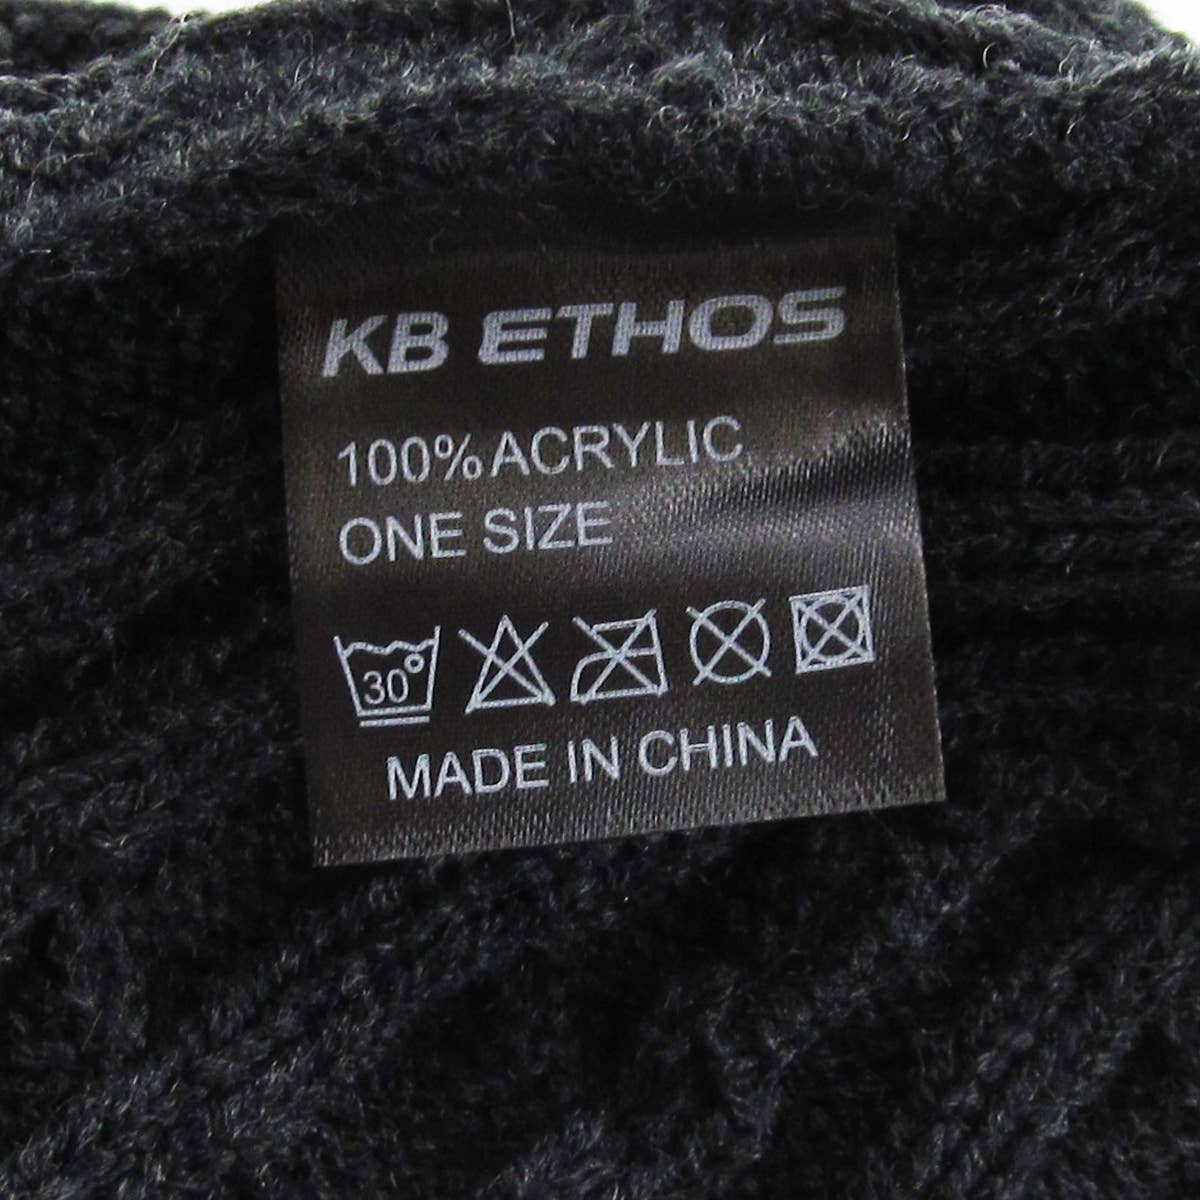 KB ETHOS
100% ACRYLIC
ONE SIZE
30°
MADE IN CHINA